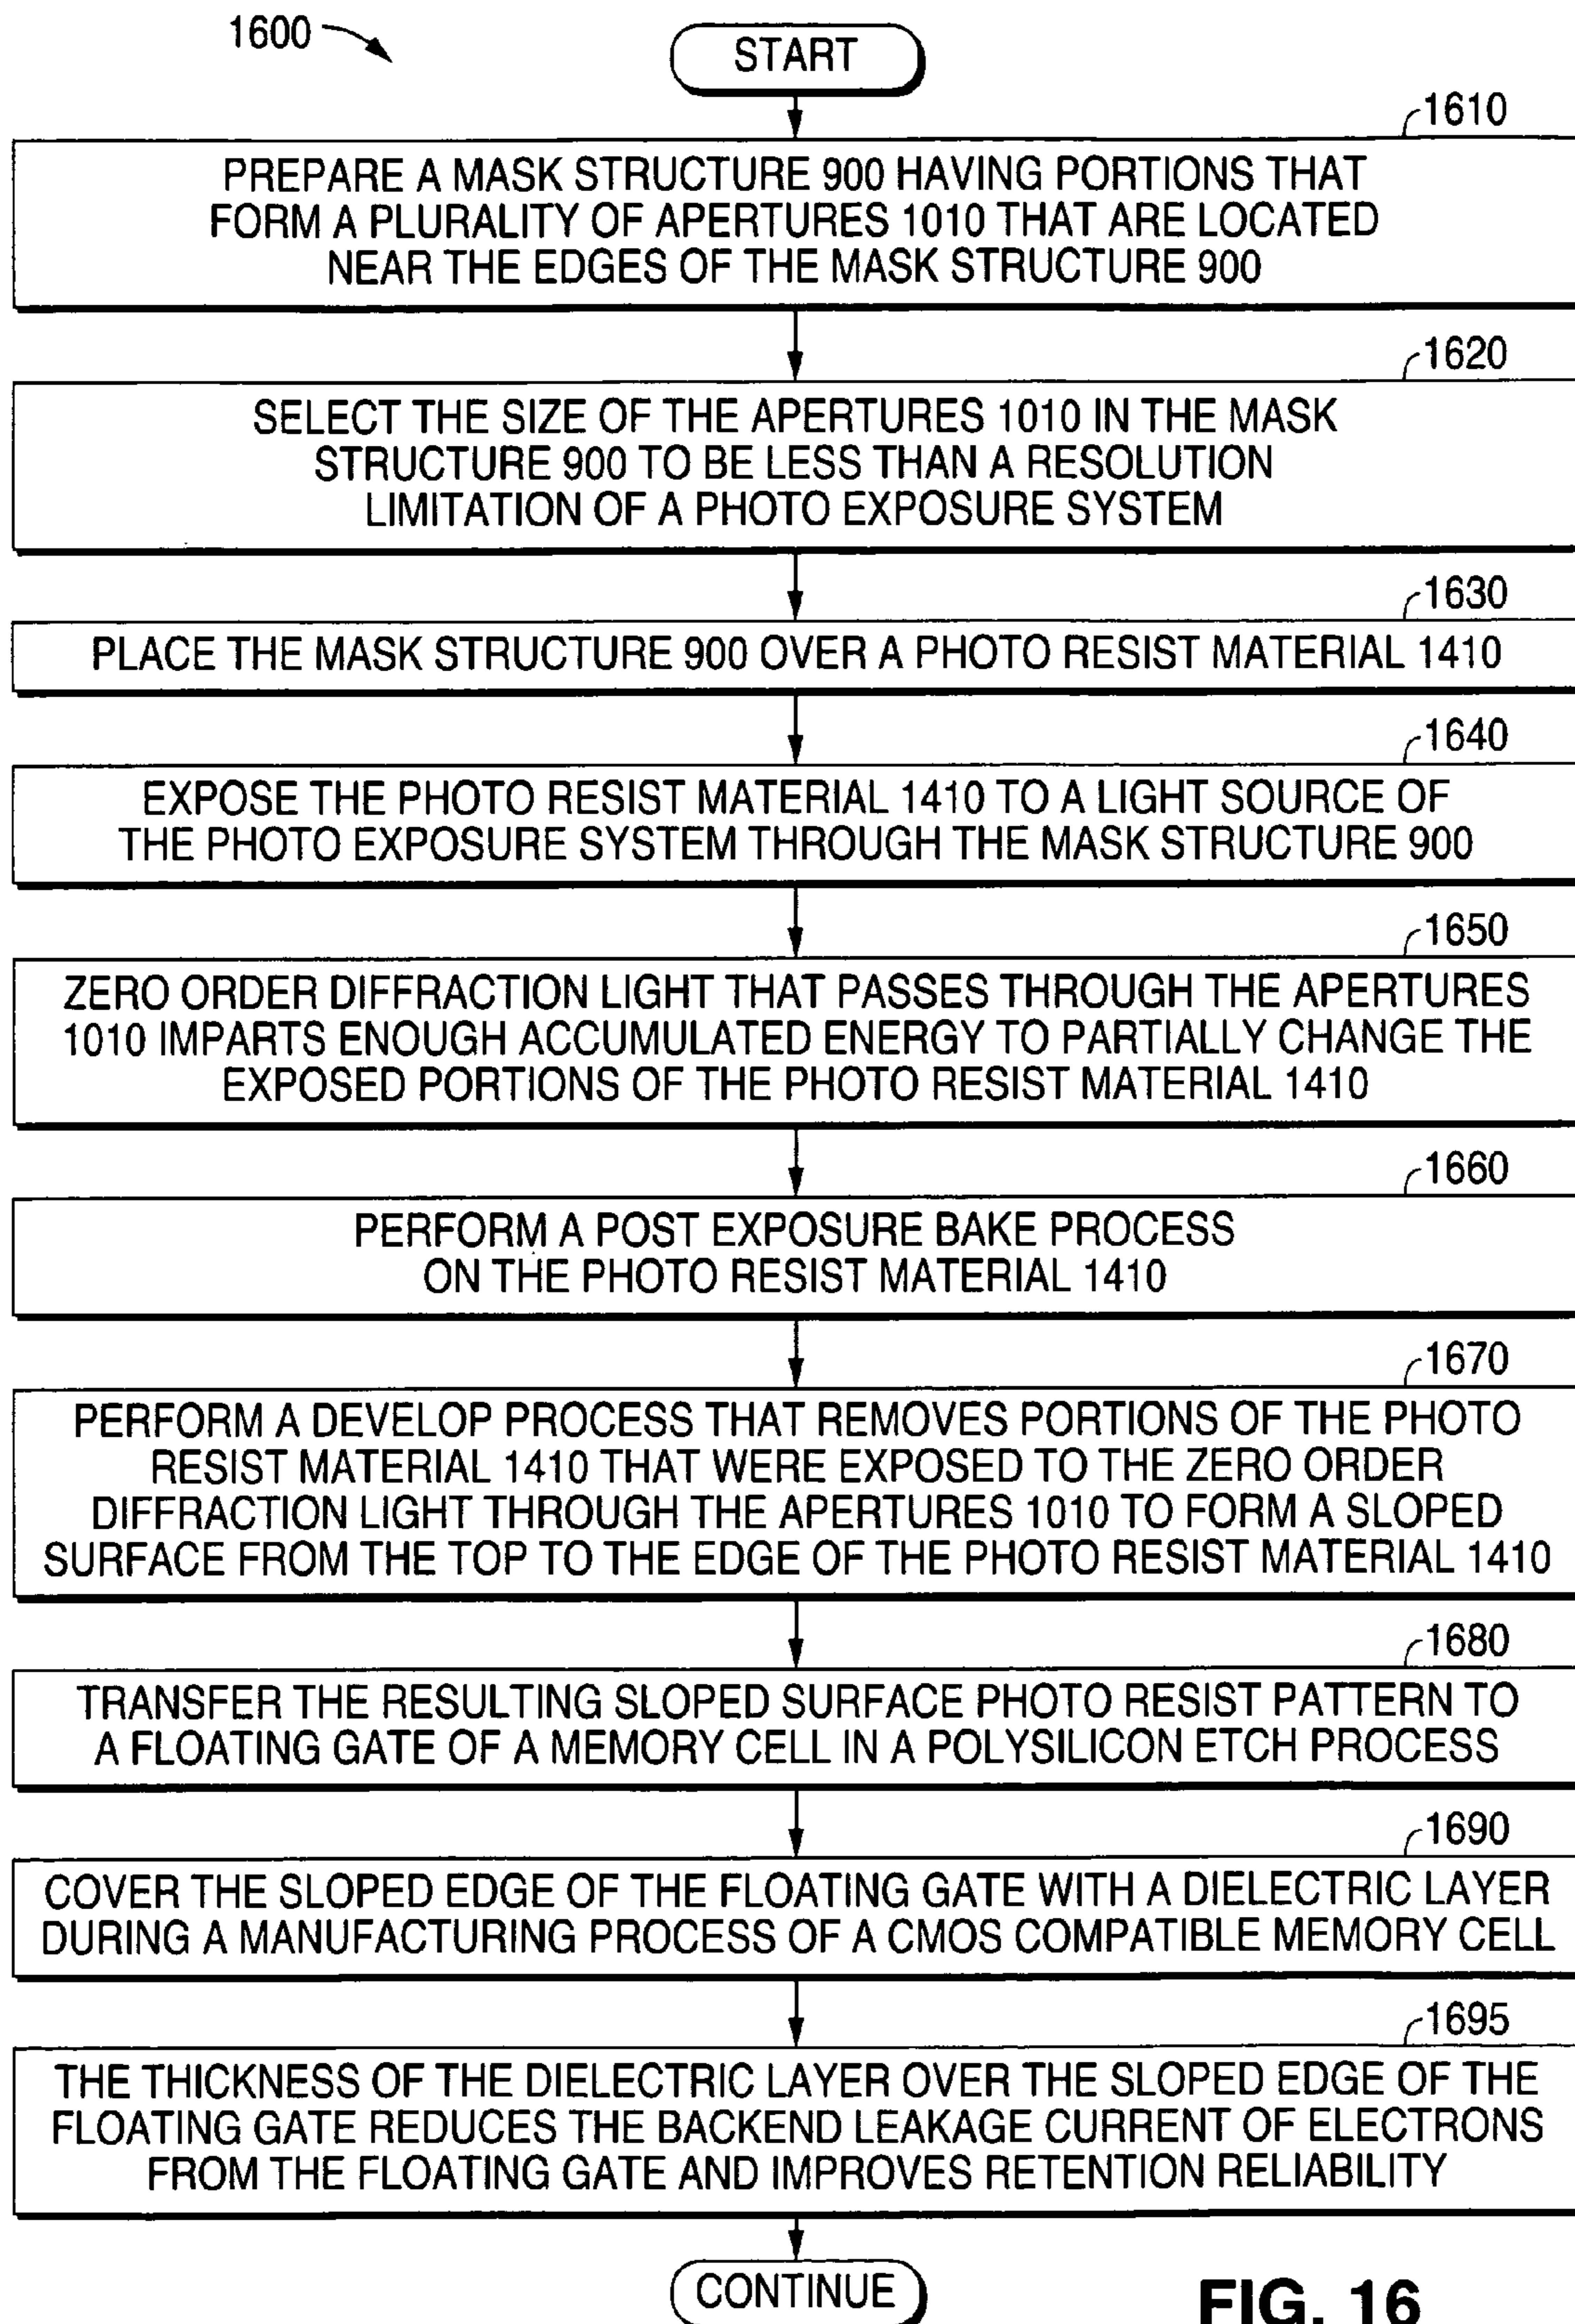 1600
START
1610
PREPARE A MASK STRUCTURE 900 HAVING PORTIONS THAT
FORM A PLURALITY OF APERTURES 1010 THAT ARE LOCATED
NEAR THE EDGES OF THE MASK STRUCTURE 900
1620
SELECT THE SIZE OF THE APERTURES 1010 IN THE MASK
STRUCTURE 900 TO BE LESS THAN A RESOLUTION
LIMITATION OF A PHOTO EXPOSURE SYSTEM
1630
PLACE THE MASK STRUCTURE 900 OVER A PHOTO RESIST MATERIAL 1410
1640
EXPOSE THE PHOTO RESIST MATERIAL 1410 TO A LIGHT SOURCE OF
THE PHOTO EXPOSURE SYSTEM THROUGH THE MASK STRUCTURE 900
1650
ZERO ORDER DIFFRACTION LIGHT THAT PASSES THROUGH THE APERTURES
1010 IMPARTS ENOUGH ACCUMULATED ENERGY TO PARTIALLY CHANGE THE
EXPOSED PORTIONS OF THE PHOTO RESIST MATERIAL 1410
1660
PERFORM A POST EXPOSURE BAKE PROCESS
ON THE PHOTO RESIST MATERIAL 1410
1670
PERFORM A DEVELOP PROCESS THAT REMOVES PORTIONS OF THE PHOTO
RESIST MATERIAL 1410 THAT WERE EXPOSED TO THE ZERO ORDER
DIFFRACTION LIGHT THROUGH THE APERTURES 1010 TO FORM A SLOPED
SURFACE FROM THE TOP TO THE EDGE OF THE PHOTO RESIST MATERIAL 1410
1680
TRANSFER THE RESULTING SLOPED SURFACE PHOTO RESIST PATTERN TO
A FLOATING GATE OF A MEMORY CELL IN A POLYSILICON ETCH PROCESS
1690
COVER THE SLOPED EDGE OF THE FLOATING GATE WITH A DIELECTRIC LAYER
DURING A MANUFACTURING PROCESS OF A CMOS COMPATIBLE MEMORY CELL
1695
THE THICKNESS OF THE DIELECTRIC LAYER OVER THE SLOPED EDGE OF THE
FLOATING GATE REDUCES THE BACKEND LEAKAGE CURRENT OF ELECTRONS
FROM THE FLOATING GATE AND IMPROVES RETENTION RELIABILITY
CONTINUE
FIG. 16